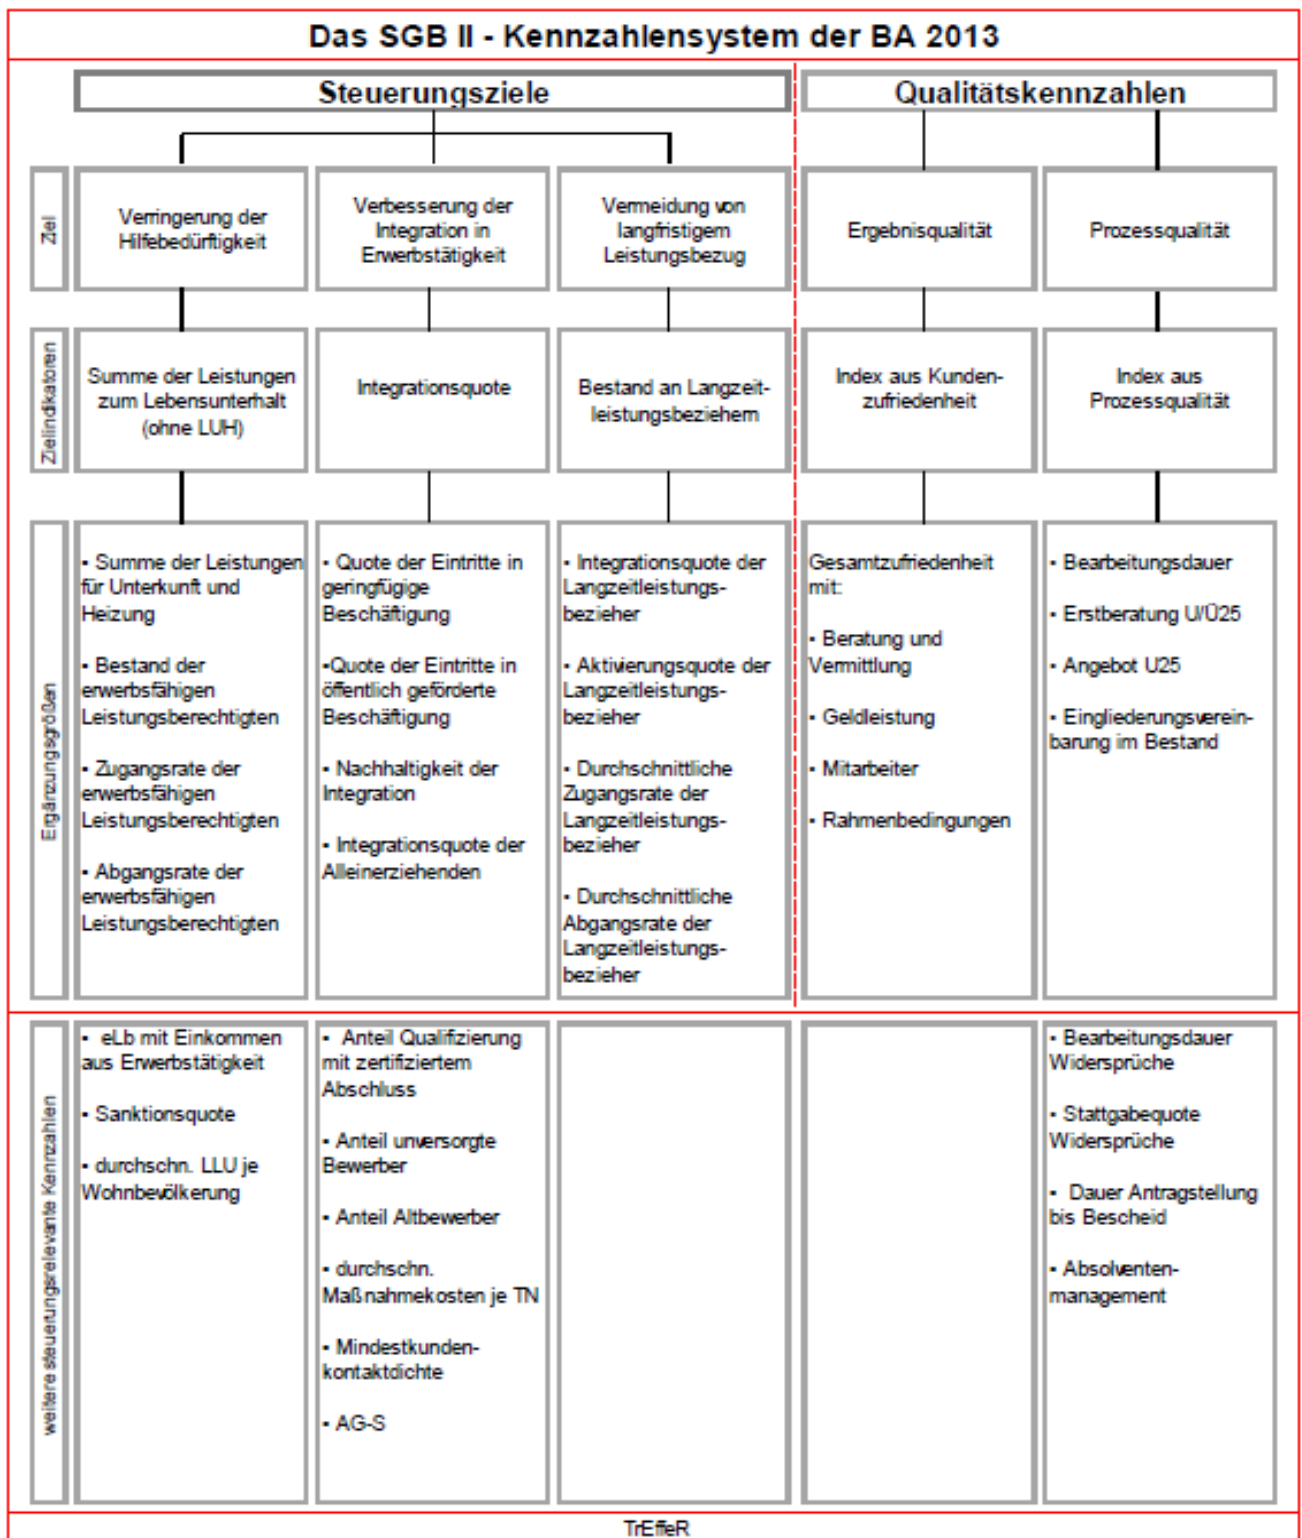 Das SGB II - Kennzahlensystem der BA 2013
Steuerungsziele
Qualitätskennzahlen
Ziel
Verringerung der
Hilfebedürftigkeit
Verbesserung der
Integration in
Erwerbstätigkeit
Vermeidung von
langfristigem
Leistungsbezug
Ergebnisqualität
Prozessqualität
Zielindikatoren
Summe der Leistungen
zum Lebensunterhalt
(ohne LUH)
Integrationsquote
Bestand an Langzeit-
leistungsbeziehern
Index aus Kunden-
zufriedenheit
Index aus
Prozessqualität
Ergänzungsgrößen
▪ Summe der Leistungen
für Unterkunft und
Heizung
▪ Bestand der
erwerbsfähigen
Leistungsberechtigten
▪ Zugangsrate der
erwerbsfähigen
Leistungsberechtigten
▪ Abgangsrate der
erwerbsfähigen
Leistungsberechtigten
▪ Quote der Eintritte in
geringfügige
Beschäftigung
▪Quote der Eintritte in
öffentlich geförderte
Beschäftigung
▪ Nachhaltigkeit der
Integration
▪ Integrationsquote der
Alleinerziehenden
▪ Integrationsquote der
Langzeitleistungs-
bezieher
▪ Aktivierungsquote der
Langzeitleistungs-
bezieher
▪ Durchschnittliche
Zugangsrate der
Langzeitleistungs-
bezieher
▪ Durchschnittliche
Abgangsrate der
Langzeitleistungs-
bezieher
Gesamtzufriedenheit
mit:
▪ Beratung und
Vermittlung
▪ Geldleistung
▪ Mitarbeiter
▪ Rahmenbedingungen
▪ Bearbeitungsdauer
▪ Erstberatung U/Ü25
▪ Angebot U25
▪ Eingliederungsverein-
barung im Bestand
weitere steuerungsrelevante Kennzahlen
▪ eLb mit Einkommen
aus Erwerbstätigkeit
▪ Sanktionsquote
▪ durchschn. LLU je
Wohnbevölkerung
▪ Anteil Qualifizierung
mit zertifiziertem
Abschluss
▪ Anteil unversorgte
Bewerber
▪ Anteil Altbewerber
▪ durchschn.
Maßnahmekosten je TN
▪ Mindestkunden-
kontaktdichte
▪ AG-S
▪ Bearbeitungsdauer
Widersprüche
▪ Stattgabequote
Widersprüche
▪ Dauer Antragstellung
bis Bescheid
▪ Absolventen-
management
TrEffeR